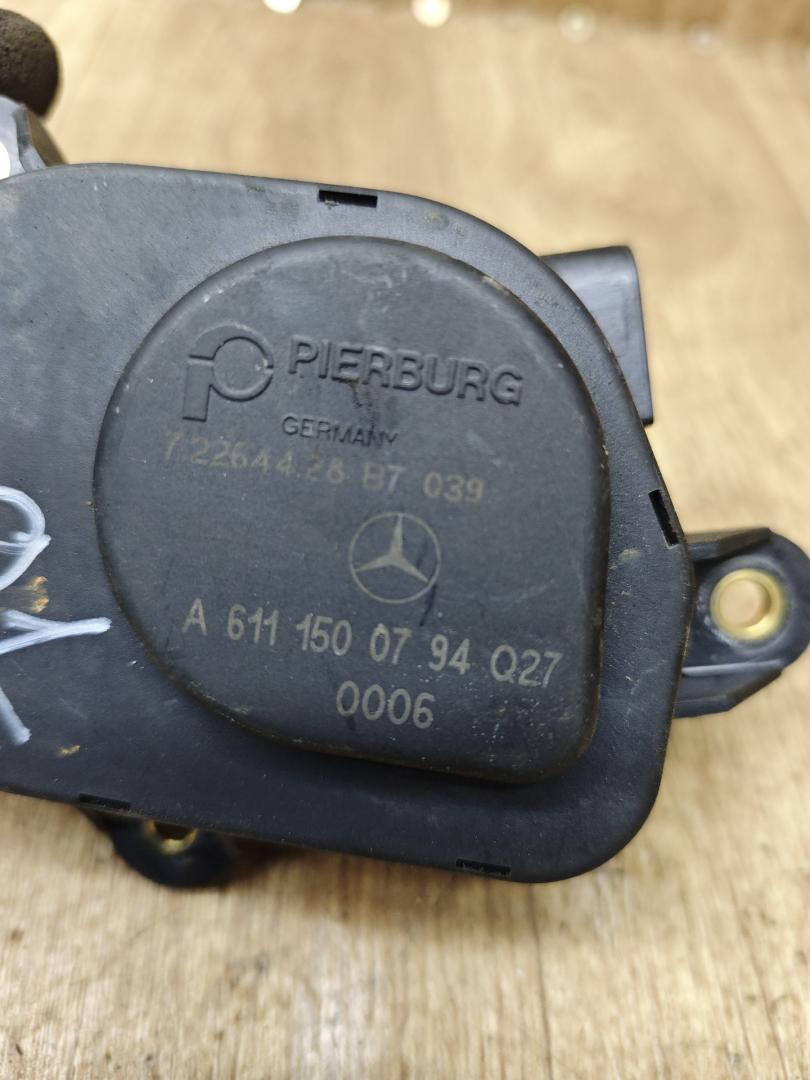 PIERBURG
GERMANY
7.22644.28 B7 039
A 611 150 07 94 Q27
0006